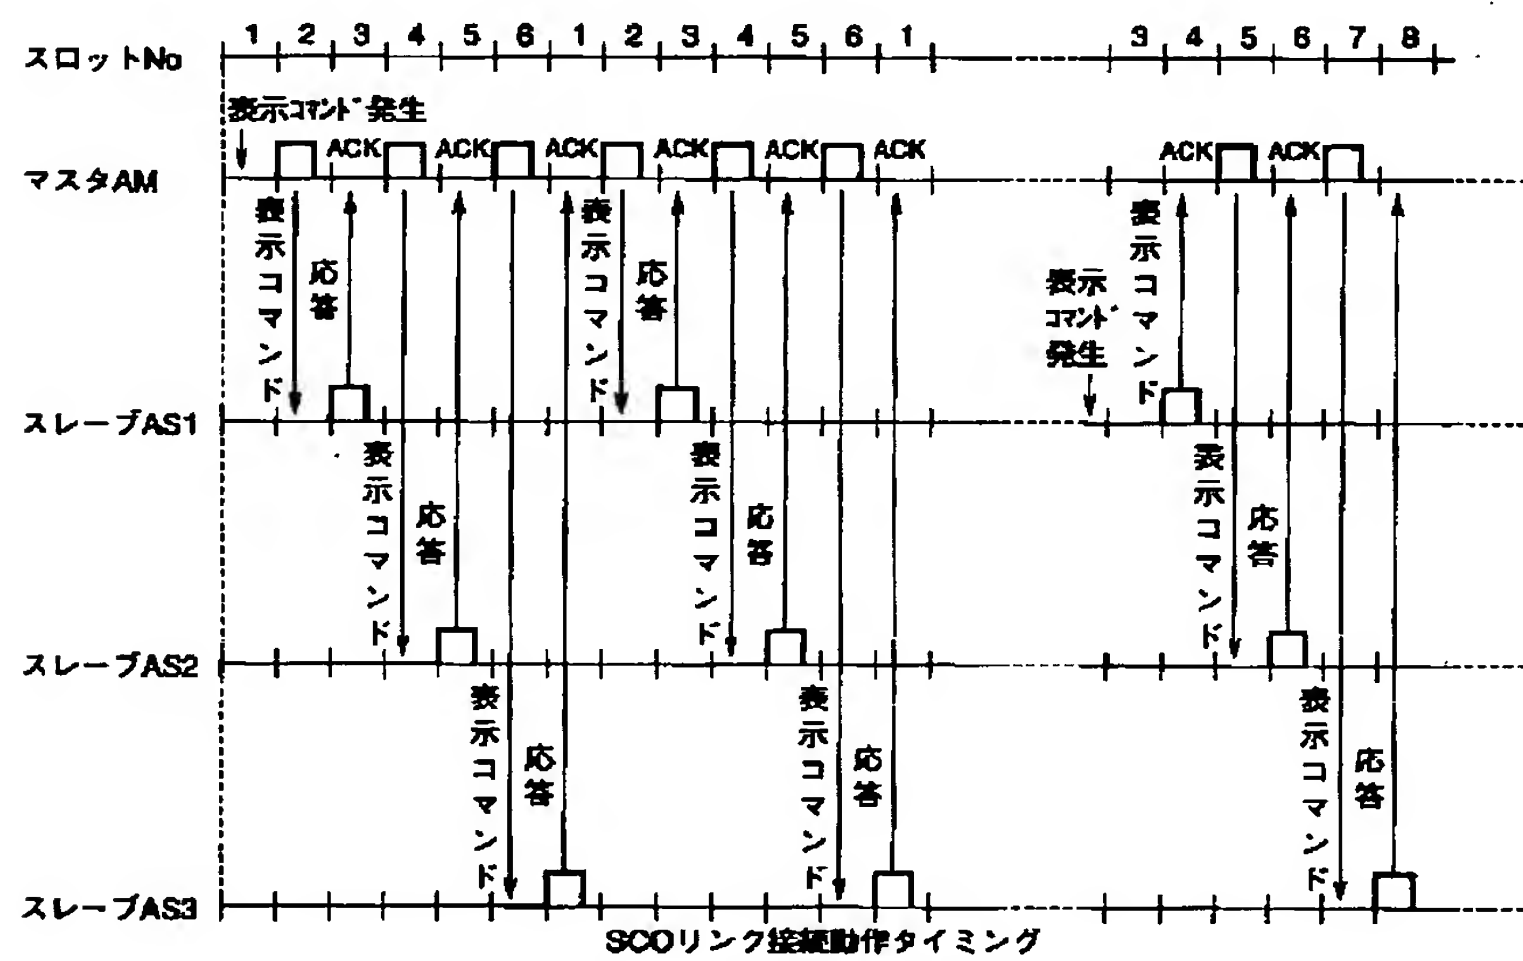 スロットNo 1 2 3 4 5 6 1 2 3 4 5 6 1 3 4 5 6 7 8
表示コマンド発生
マスタAM ACK ACK ACK ACK ACK ACK ACK ACK
表示コマンド
応答
表示コマンド
応答
表示
コマンド
発生
表示コマンド
スレーブAS1
表示コマンド
応答
表示コマンド
応答
表示コマンド
応答
スレーブAS2
表示コマンド
応答
表示コマンド
応答
表示コマンド
応答
スレーブAS3
SCOリンク接続動作タイミング